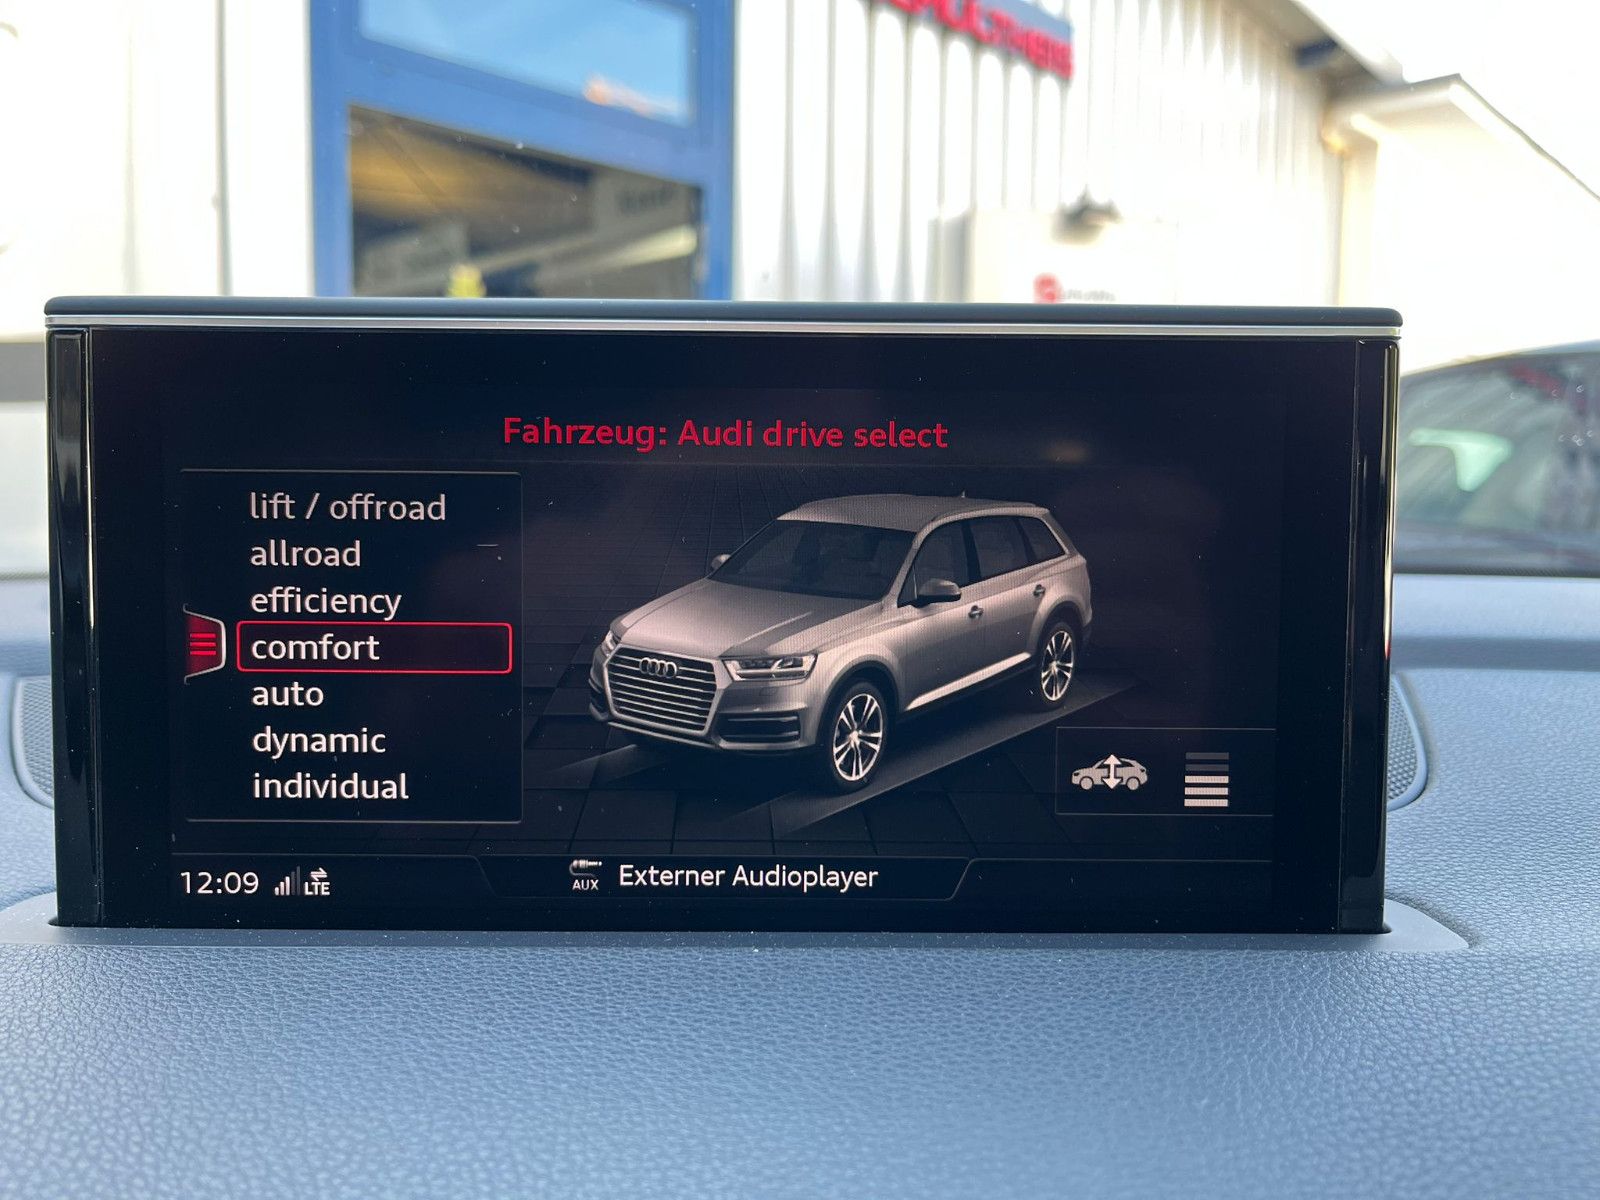 Fahrzeug: Audi drive select
lift / offroad
allroad
efficiency
comfort
auto
dynamic
individual
12:09
LTE
AUX
Externer Audioplayer